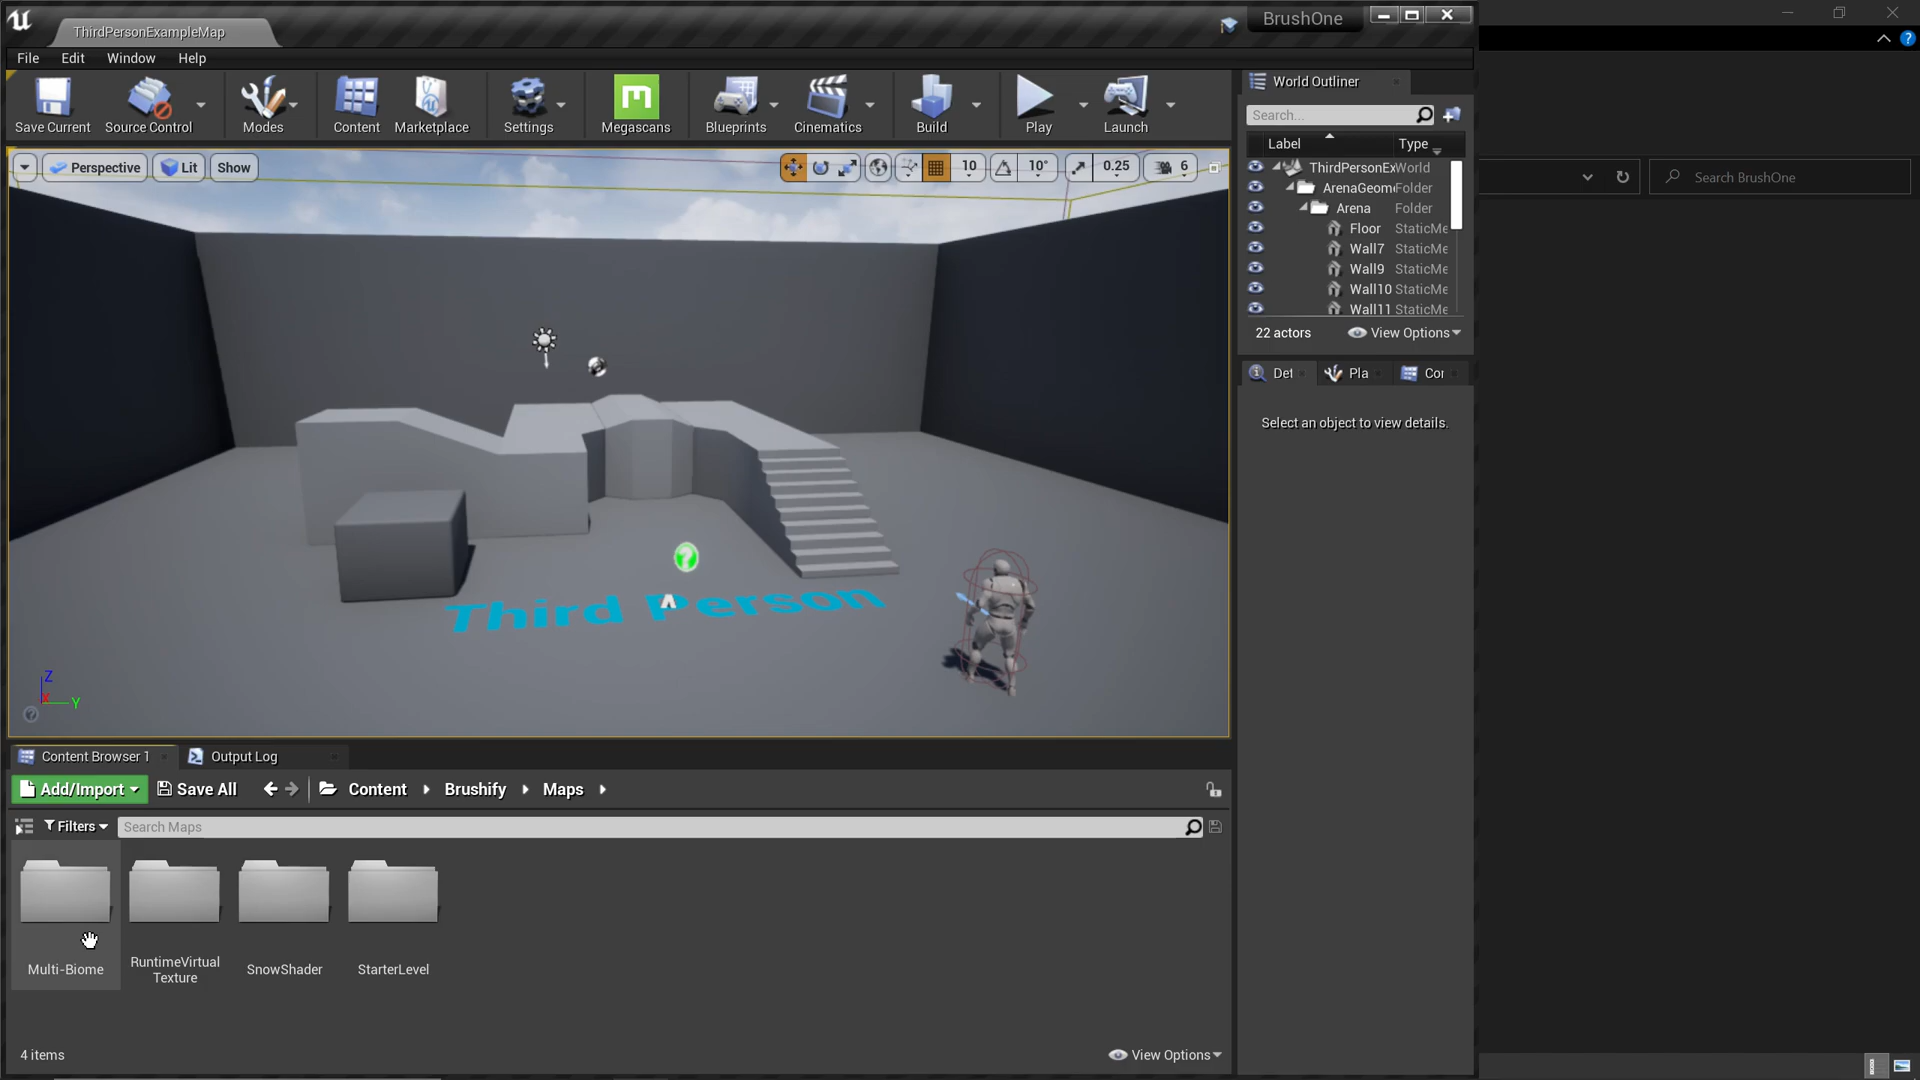 ThirdPersonExampleMap
BrushOne
File Edit Window Help
Save Current Source Control Modes Content Marketplace Settings Megascans Blueprints Cinematics Build Play Launch
Perspective Lit Show 10 10° 0.25 6
World Outliner
Search...
Label Type
ThirdPersonEx World
ArenaGeome Folder
Arena Folder
Floor StaticMe
Wall7 StaticMe
Wall9 StaticMe
Wall10 StaticMe
Wall11 StaticMe
22 actors View Options
Det Pla Cor
Select an object to view details.
Search BrushOne
Third Person
Z
X
Y
Content Browser 1 Output Log
Add/Import Save All Content Brushify Maps
Filters Search Maps
Multi-Biome
RuntimeVirtual
Texture
SnowShader
StarterLevel
4 items View Options